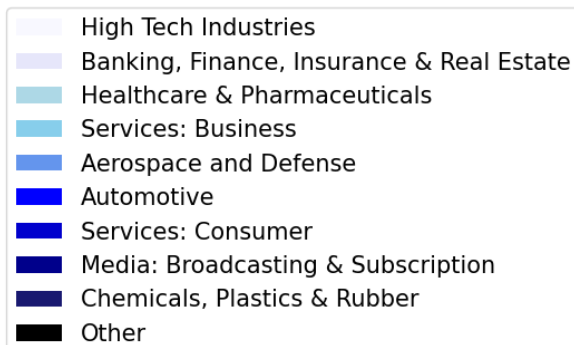 High Tech Industries
Banking, Finance, Insurance & Real Estate
Healthcare & Pharmaceuticals
Services: Business
Aerospace and Defense
Automotive
Services: Consumer
Media: Broadcasting & Subscription
Chemicals, Plastics & Rubber
Other